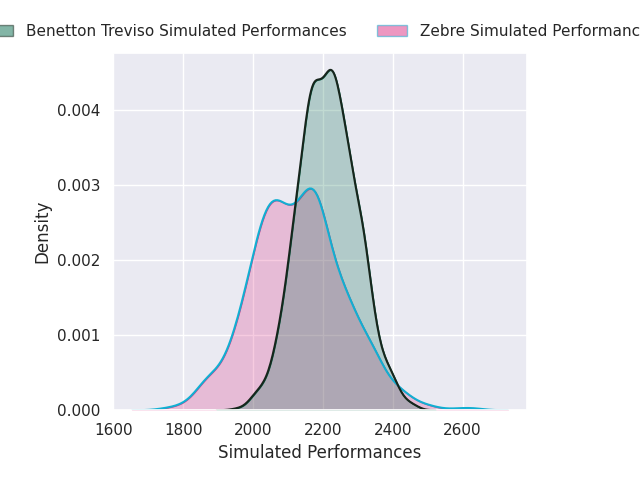 Benetton Treviso Simulated Performances
Zebre Simulated
0.004
0.003
0.002
0.001
0.000
Density
1600 1800 2000 2200 2400 2600
Simulated Performances